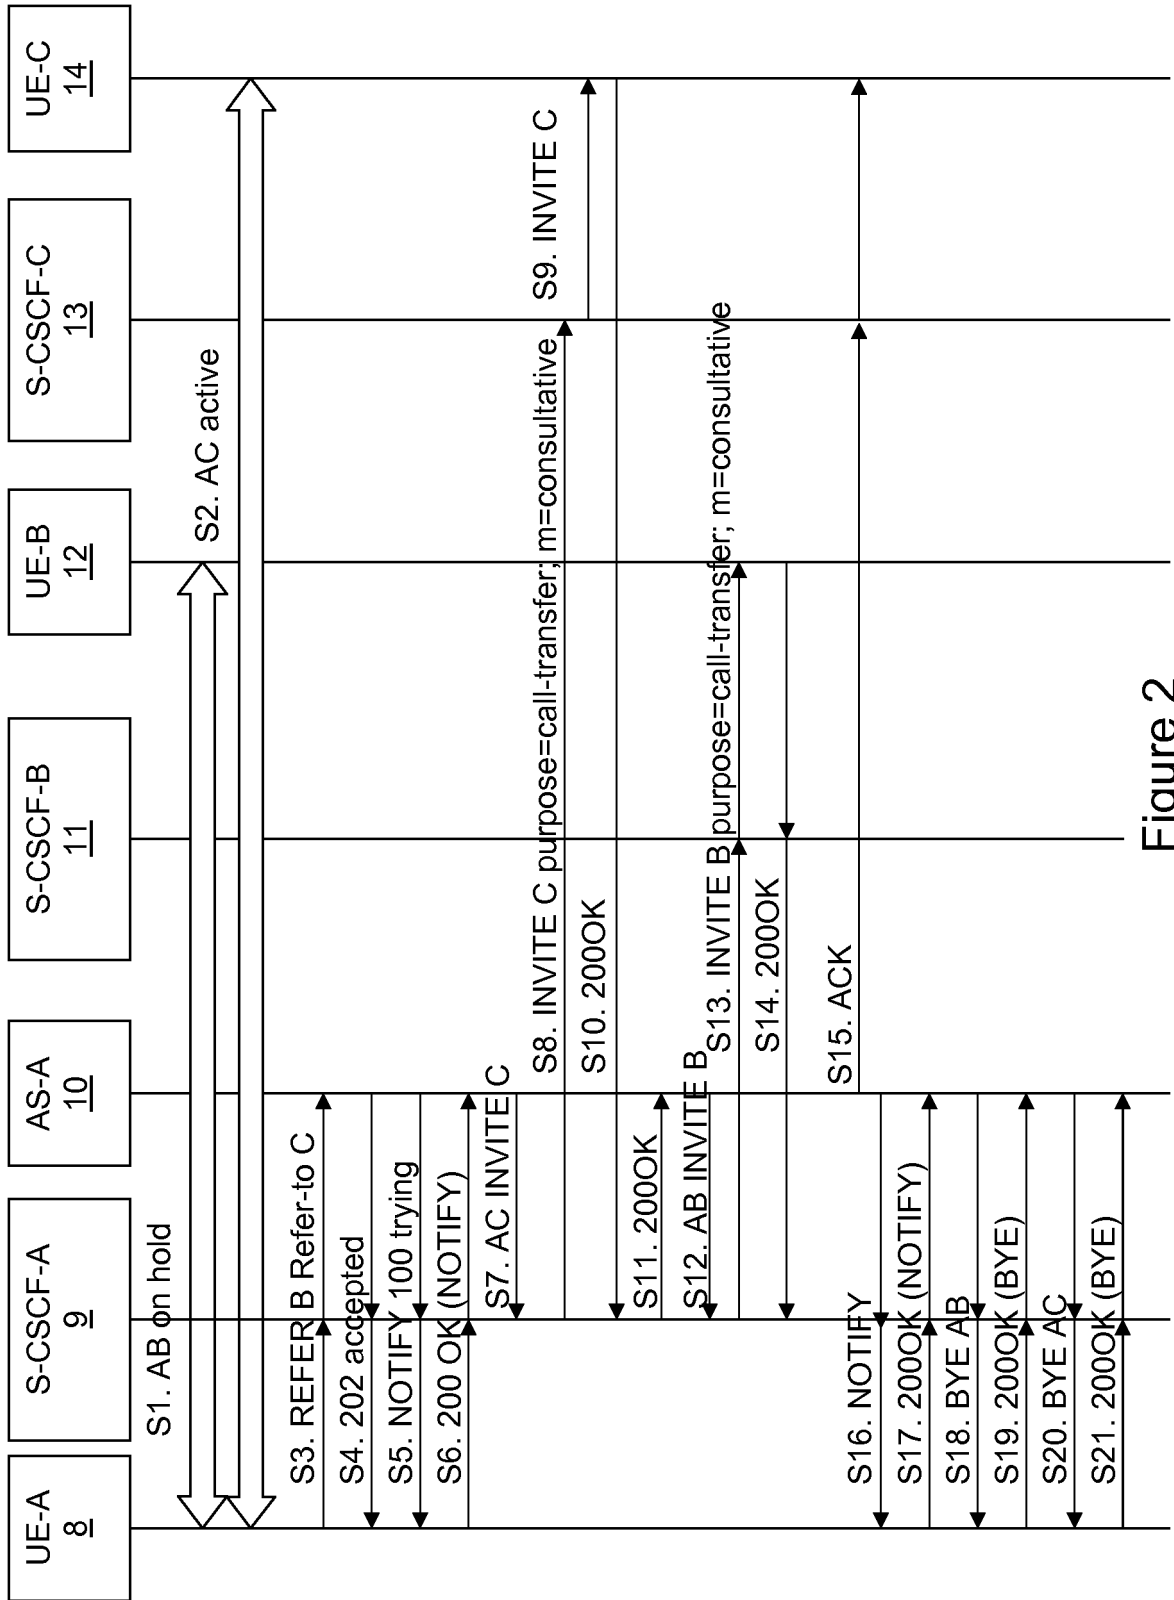 UE-A
8
S-CSCF-A
9
AS-A
10
S-CSCF-B
11
UE-B
12
S-CSCF-C
13
UE-C
14
S1. AB on hold
S2. AC active
S3. REFER B Refer-to C
S4. 202 accepted
S5. NOTIFY 100 trying
S6. 200 OK (NOTIFY)
S7. AC INVITE C
S8. INVITE C purpose=call-transfer; m=consultative
S9. INVITE C
S10. 200OK
S11. 200OK
S12. AB INVITE B
S13. INVITE B purpose=call-transfer; m=consultative
S14. 200OK
S15. ACK
S16. NOTIFY
S17. 200OK (NOTIFY)
S18. BYE AB
S19. 200OK (BYE)
S20. BYE AC
S21. 200OK (BYE)
Figure 2